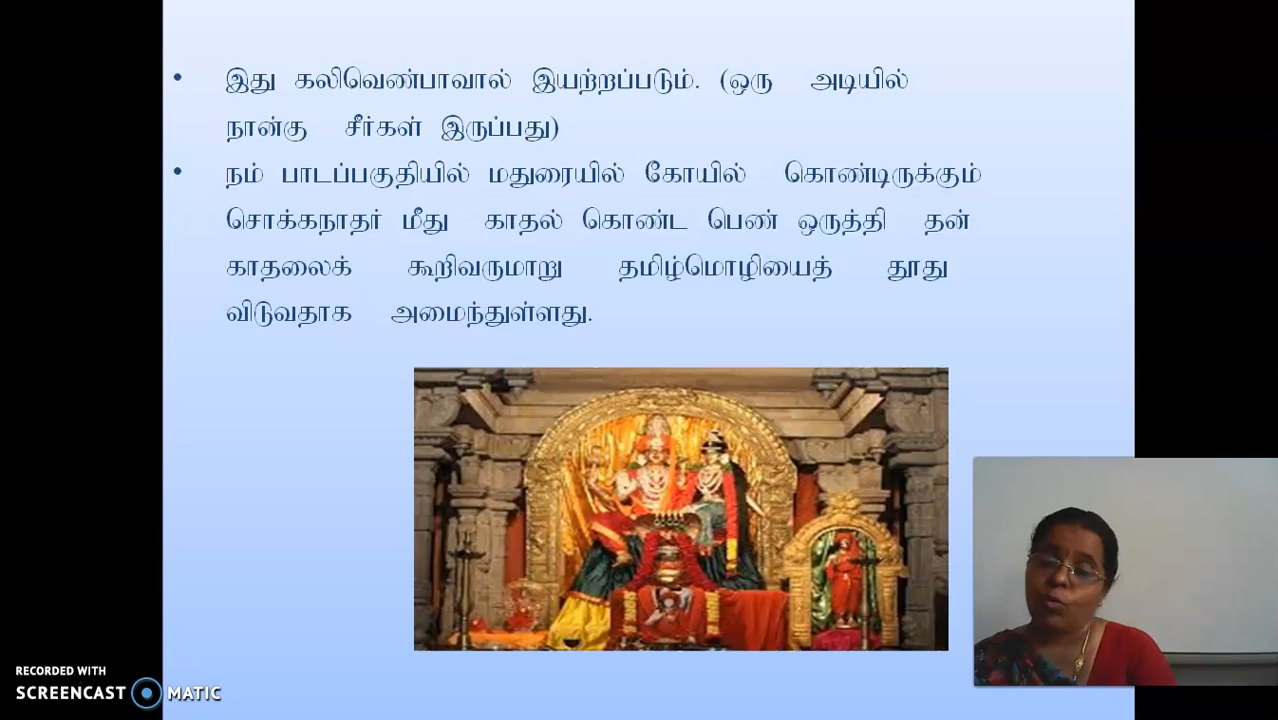 • இது கலிவெண்பாவால் இயற்றப்படும். (ஒரு அடியில்
நான்கு சீர்கள் இருப்பது)
• நம் பாடப்பகுதியில் மதுரையில் கோயில் கொண்டிருக்கும்
சொக்கநாதர் மீது காதல் கொண்ட பெண் ஒருத்தி தன்
காதலைக் கூறிவருமாறு தமிழ்மொழியைத் தூது
விடுவதாக அமைந்துள்ளது.
RECORDED WITH
SCREENCAST MATIC